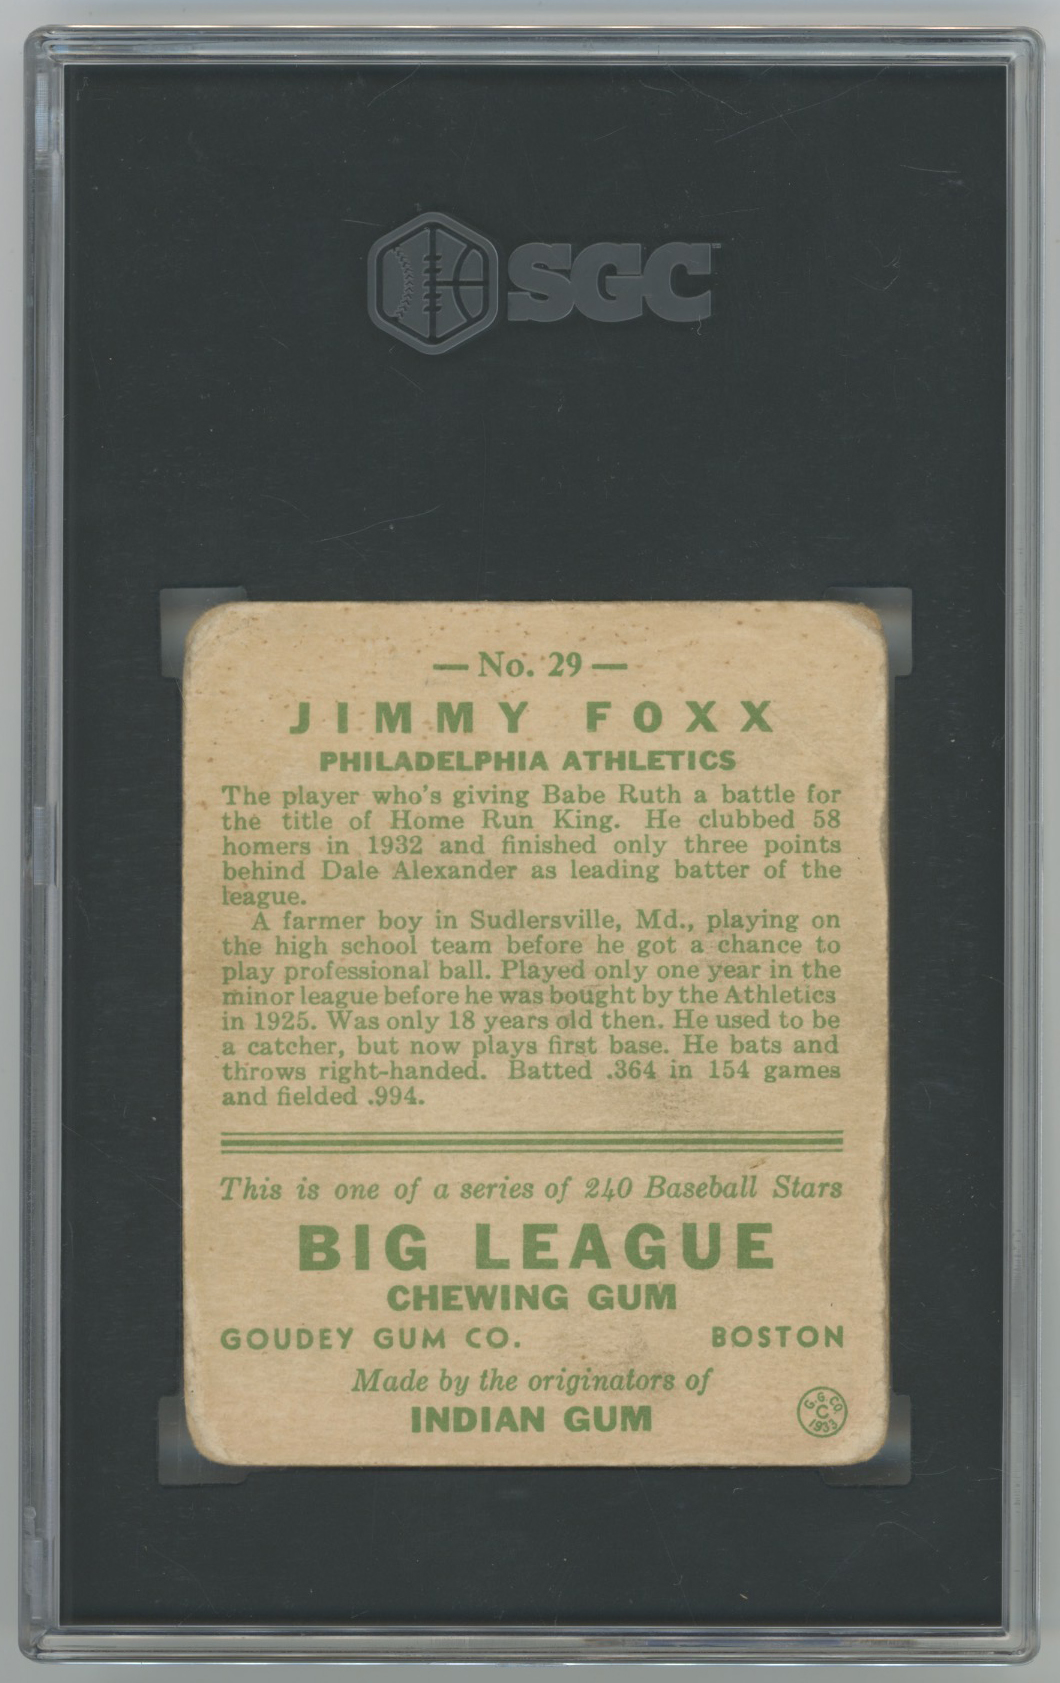 SGC
— No. 29 —
JIMMY FOXX
PHILADELPHIA ATHLETICS
The player who's giving Babe Ruth a battle for
the title of Home Run King. He clubbed 58
homers in 1932 and finished only three points
behind Dale Alexander as leading batter of the
league.
A farmer boy in Sudlersville, Md., playing on
the high school team before he got a chance to
play professional ball. Played only one year in the
minor league before he was bought by the Athletics
in 1925. Was only 18 years old then. He used to be
a catcher, but now plays first base. He bats and
throws right-handed. Batted .364 in 154 games
and fielded .994.
This is one of a series of 240 Baseball Stars
BIG LEAGUE
CHEWING GUM
GOUDEY GUM CO. BOSTON
Made by the originators of
INDIAN GUM
G. G. CO.
C
1933